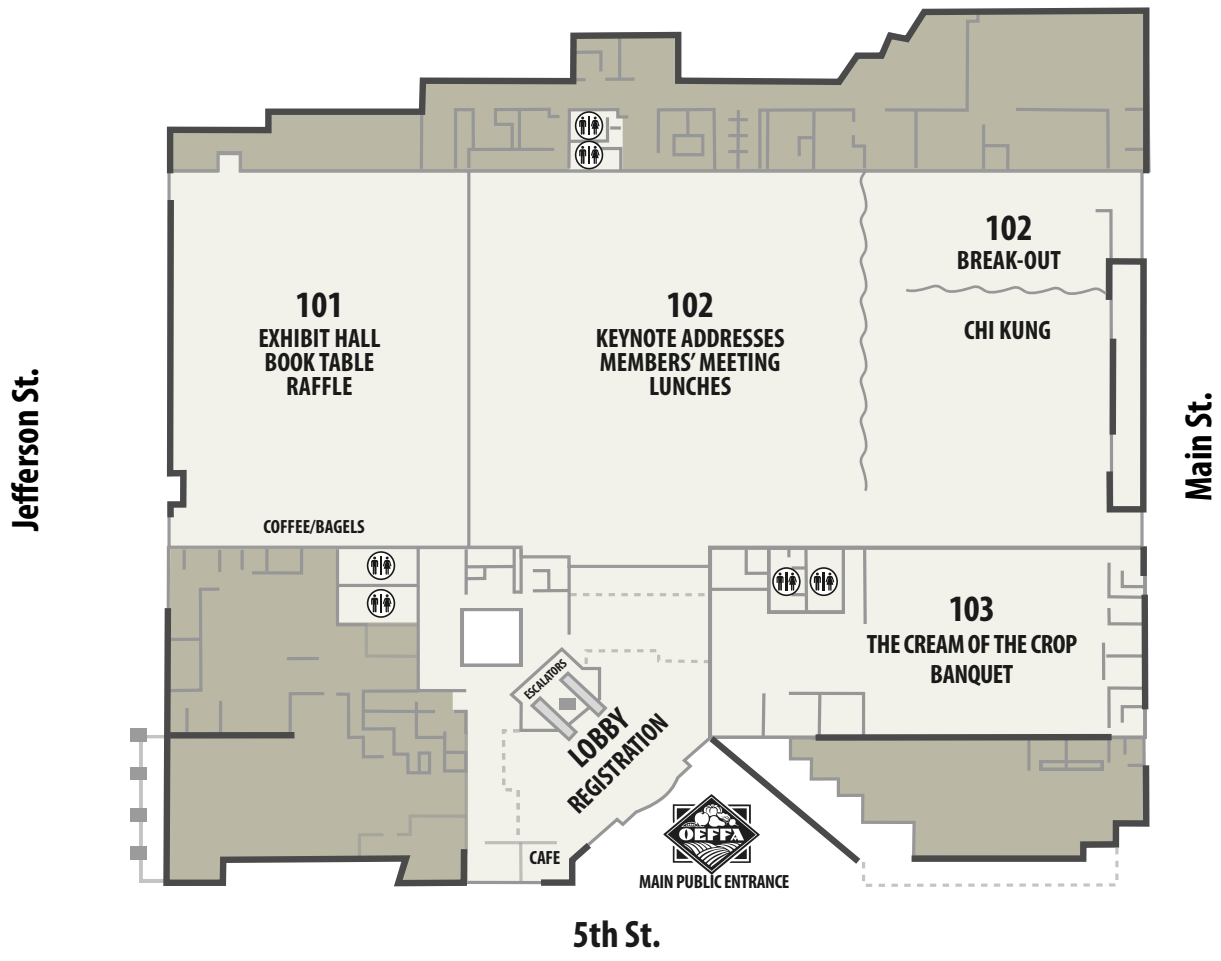 102
BREAK-OUT
101
EXHIBIT HALL
BOOK TABLE
RAFFLE
102
KEYNOTE ADDRESSES
MEMBERS’ MEETING
LUNCHES
CHI KUNG
Jefferson St.
Main St.
COFFEE/BAGELS
103
THE CREAM OF THE CROP
BANQUET
ESCALATORS
LOBBY
REGISTRATION
OEFFA
CAFE
MAIN PUBLIC ENTRANCE
5th St.